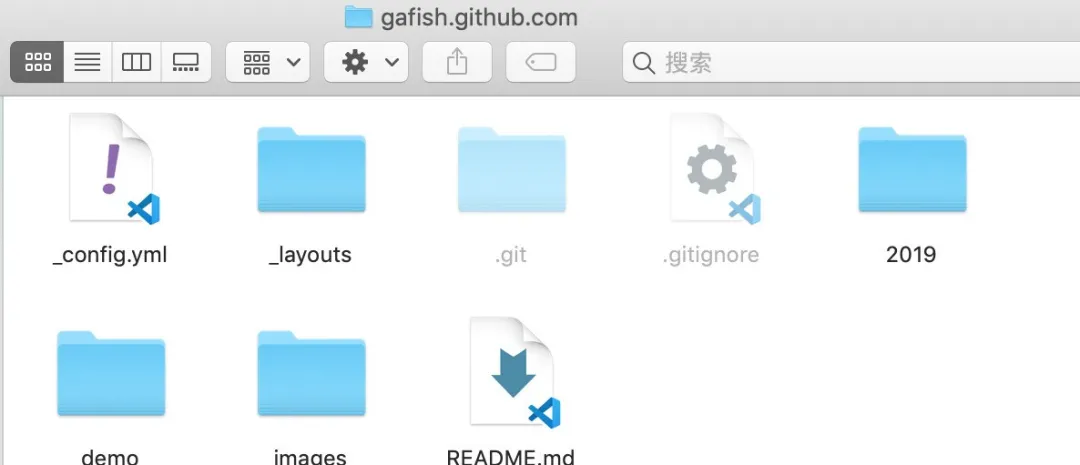 gafish.github.com
搜索
_config.yml
_layouts
.git
.gitignore
2019
demo
images
README.md